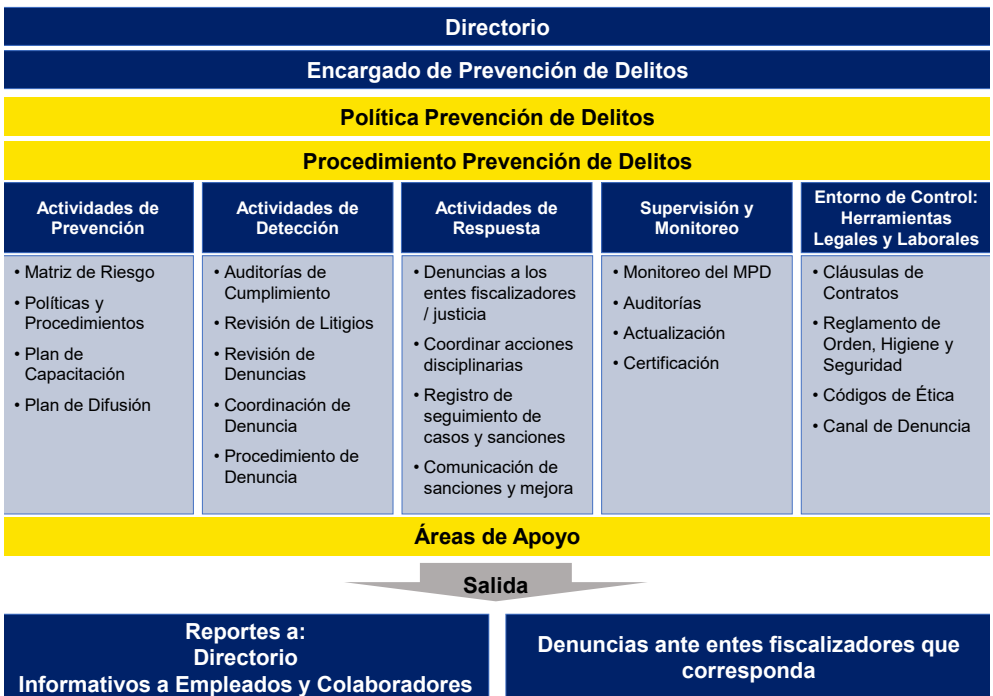 Directorio
Encargado de Prevención de Delitos
Política Prevención de Delitos
Procedimiento Prevención de Delitos
Actividades de
Prevención
• Matriz de Riesgo
• Políticas y
Procedimientos
• Plan de
Capacitación
• Plan de Difusión
Actividades de
Detección
• Auditorías de
Cumplimiento
• Revisión de Litigios
• Revisión de
Denuncias
• Coordinación de
Denuncia
• Procedimiento de
Denuncia
Actividades de
Respuesta
• Denuncias a los
entes fiscalizadores
/ justicia
• Coordinar acciones
disciplinarias
• Registro de
seguimiento de
casos y sanciones
• Comunicación de
sanciones y mejora
Supervisión y
Monitoreo
• Monitoreo del MPD
• Auditorías
• Actualización
• Certificación
Entorno de Control:
Herramientas
Legales y Laborales
• Cláusulas de
Contratos
• Reglamento de
Orden, Higiene y
Seguridad
• Códigos de Ética
• Canal de Denuncia
Áreas de Apoyo
Salida
Reportes a:
Directorio
Informativos a Empleados y Colaboradores
Denuncias ante entes fiscalizadores que
corresponda